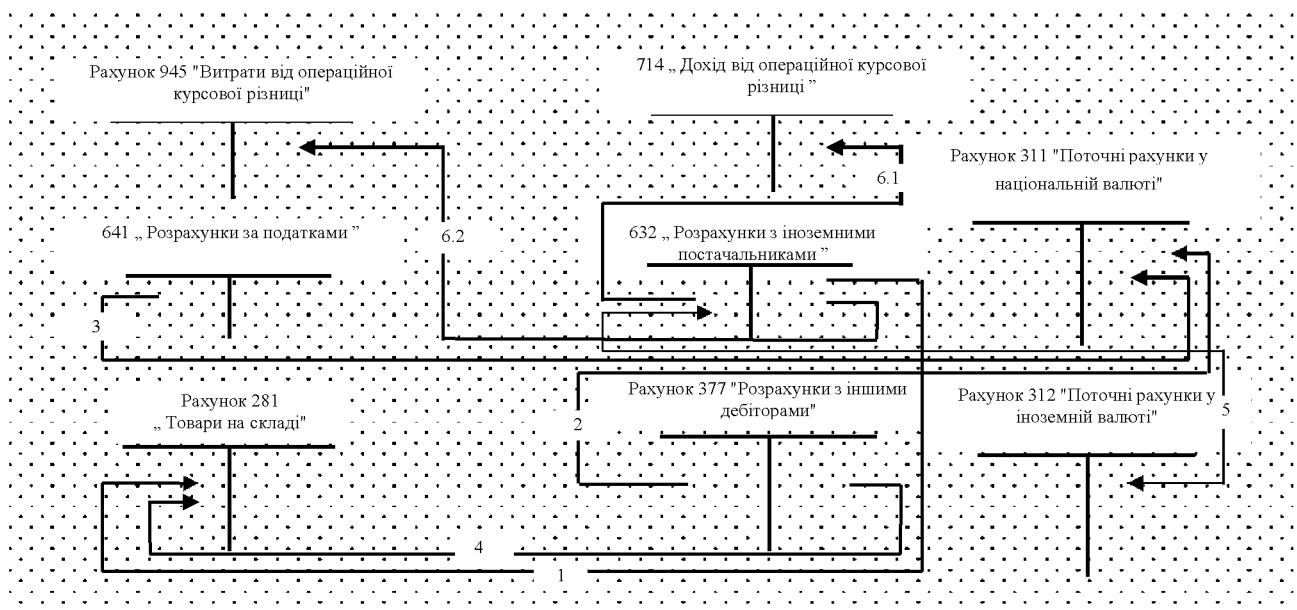 Рахунок 945 "Витрати від операційної
курсової різниці"
714 „ Дохід від операційної курсової
різниці ”
Рахунок 311 "Поточні рахунки у
національній валюті"
6.1
641 „ Розрахунки за податками ”
6.2
632 „ Розрахунки з іноземними
постачальниками ”
3
Рахунок 281
„ Товари на складі"
2
Рахунок 377 "Розрахунки з іншими
дебіторами"
Рахунок 312 "Поточні рахунки у
іноземній валюті"
5
4
1